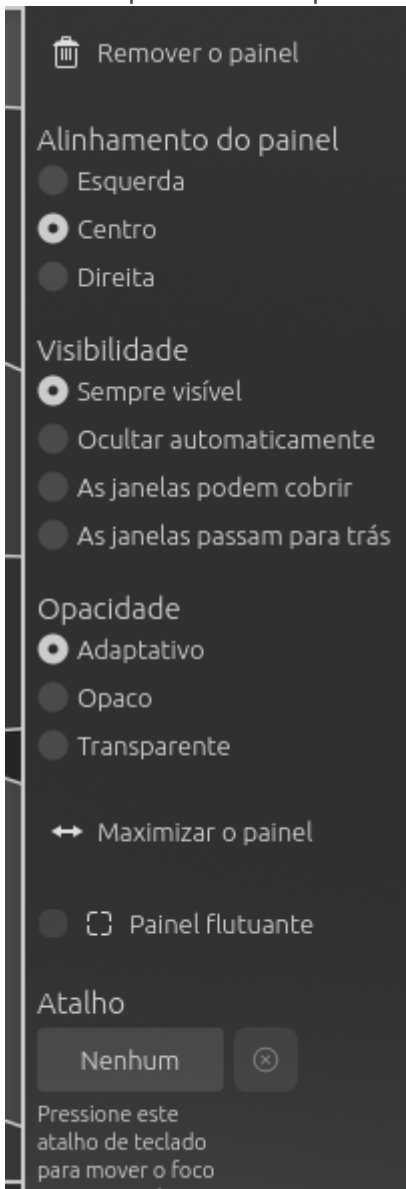 Remover o painel
Alinhamento do painel
Esquerda
Centro
Direita
Visibilidade
Sempre visível
Ocultar automaticamente
As janelas podem cobrir
As janelas passam para trás
Opacidade
Adaptativo
Opaco
Transparente
Maximizar o painel
Painel flutuante
Atalho
Nenhum
Pressione este
atalho de teclado
para mover o foco